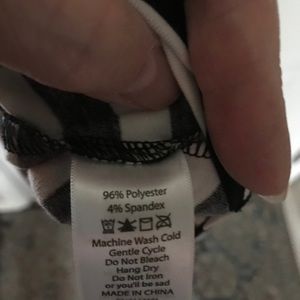 96% Polyester
4% Spandex
Machine Wash Cold
Gentle Cycle
Do Not Bleach
Hang Dry
Do Not Iron
or you'll be sad
MADE IN CHINA